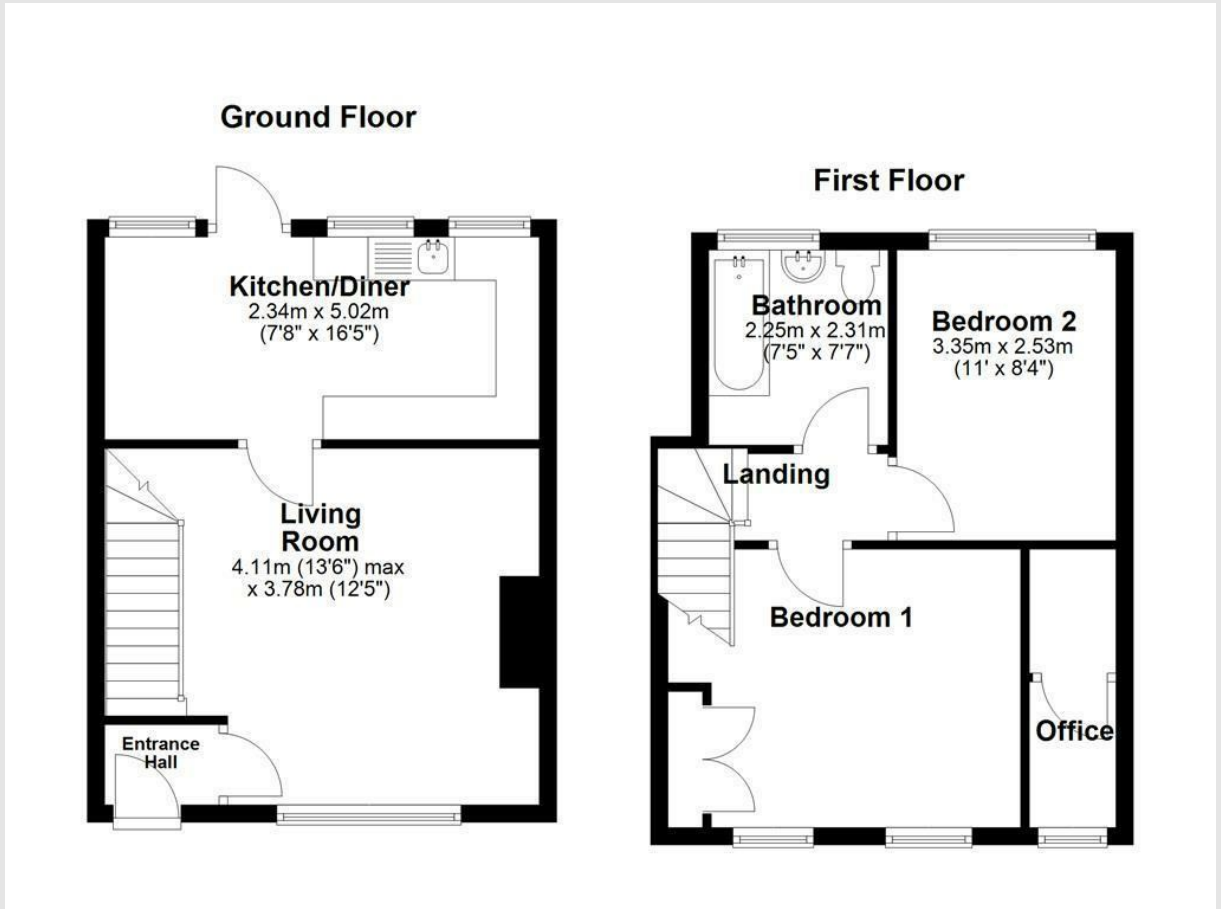 Ground Floor
Kitchen/Diner
2.34m x 5.02m
(7'8" x 16'5")
Living
Room
4.11m (13'6") max
x 3.78m (12'5")
Entrance
Hall
First Floor
Bathroom
2.25m x 2.31m
(7'5" x 7'7")
Bedroom 2
3.35m x 2.53m
(11' x 8'4")
Landing
Bedroom 1
Office